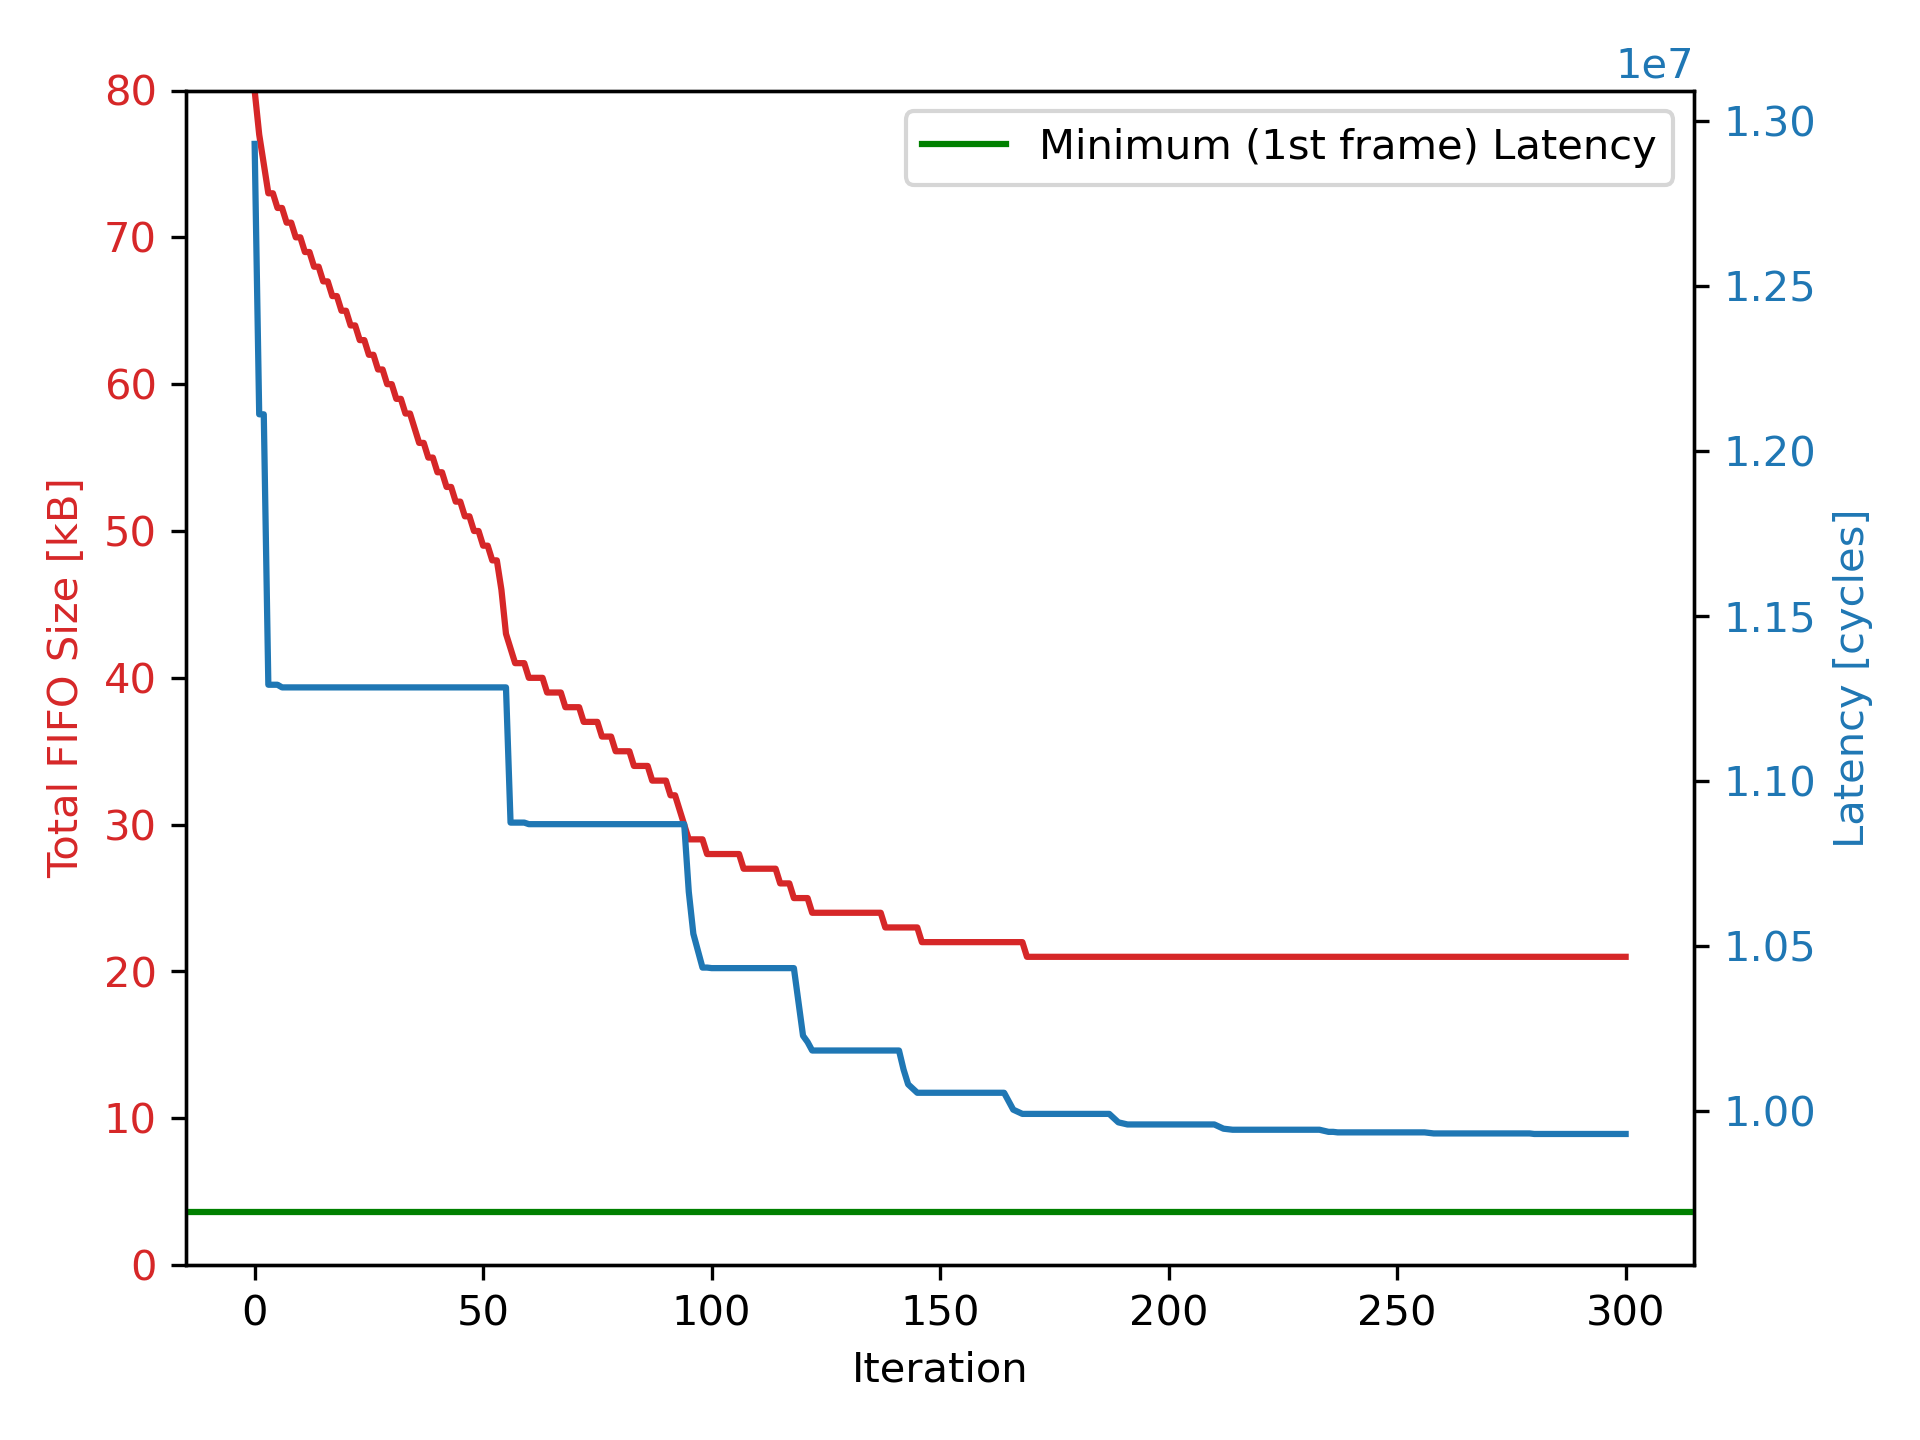 1e7
Minimum (1st frame) Latency
Total FIFO Size [kB]
80
70
60
50
40
30
20
10
0
1.30
1.25
1.20
1.15
1.10
1.05
1.00
Latency [cycles]
0 50 100 150 200 250 300
Iteration